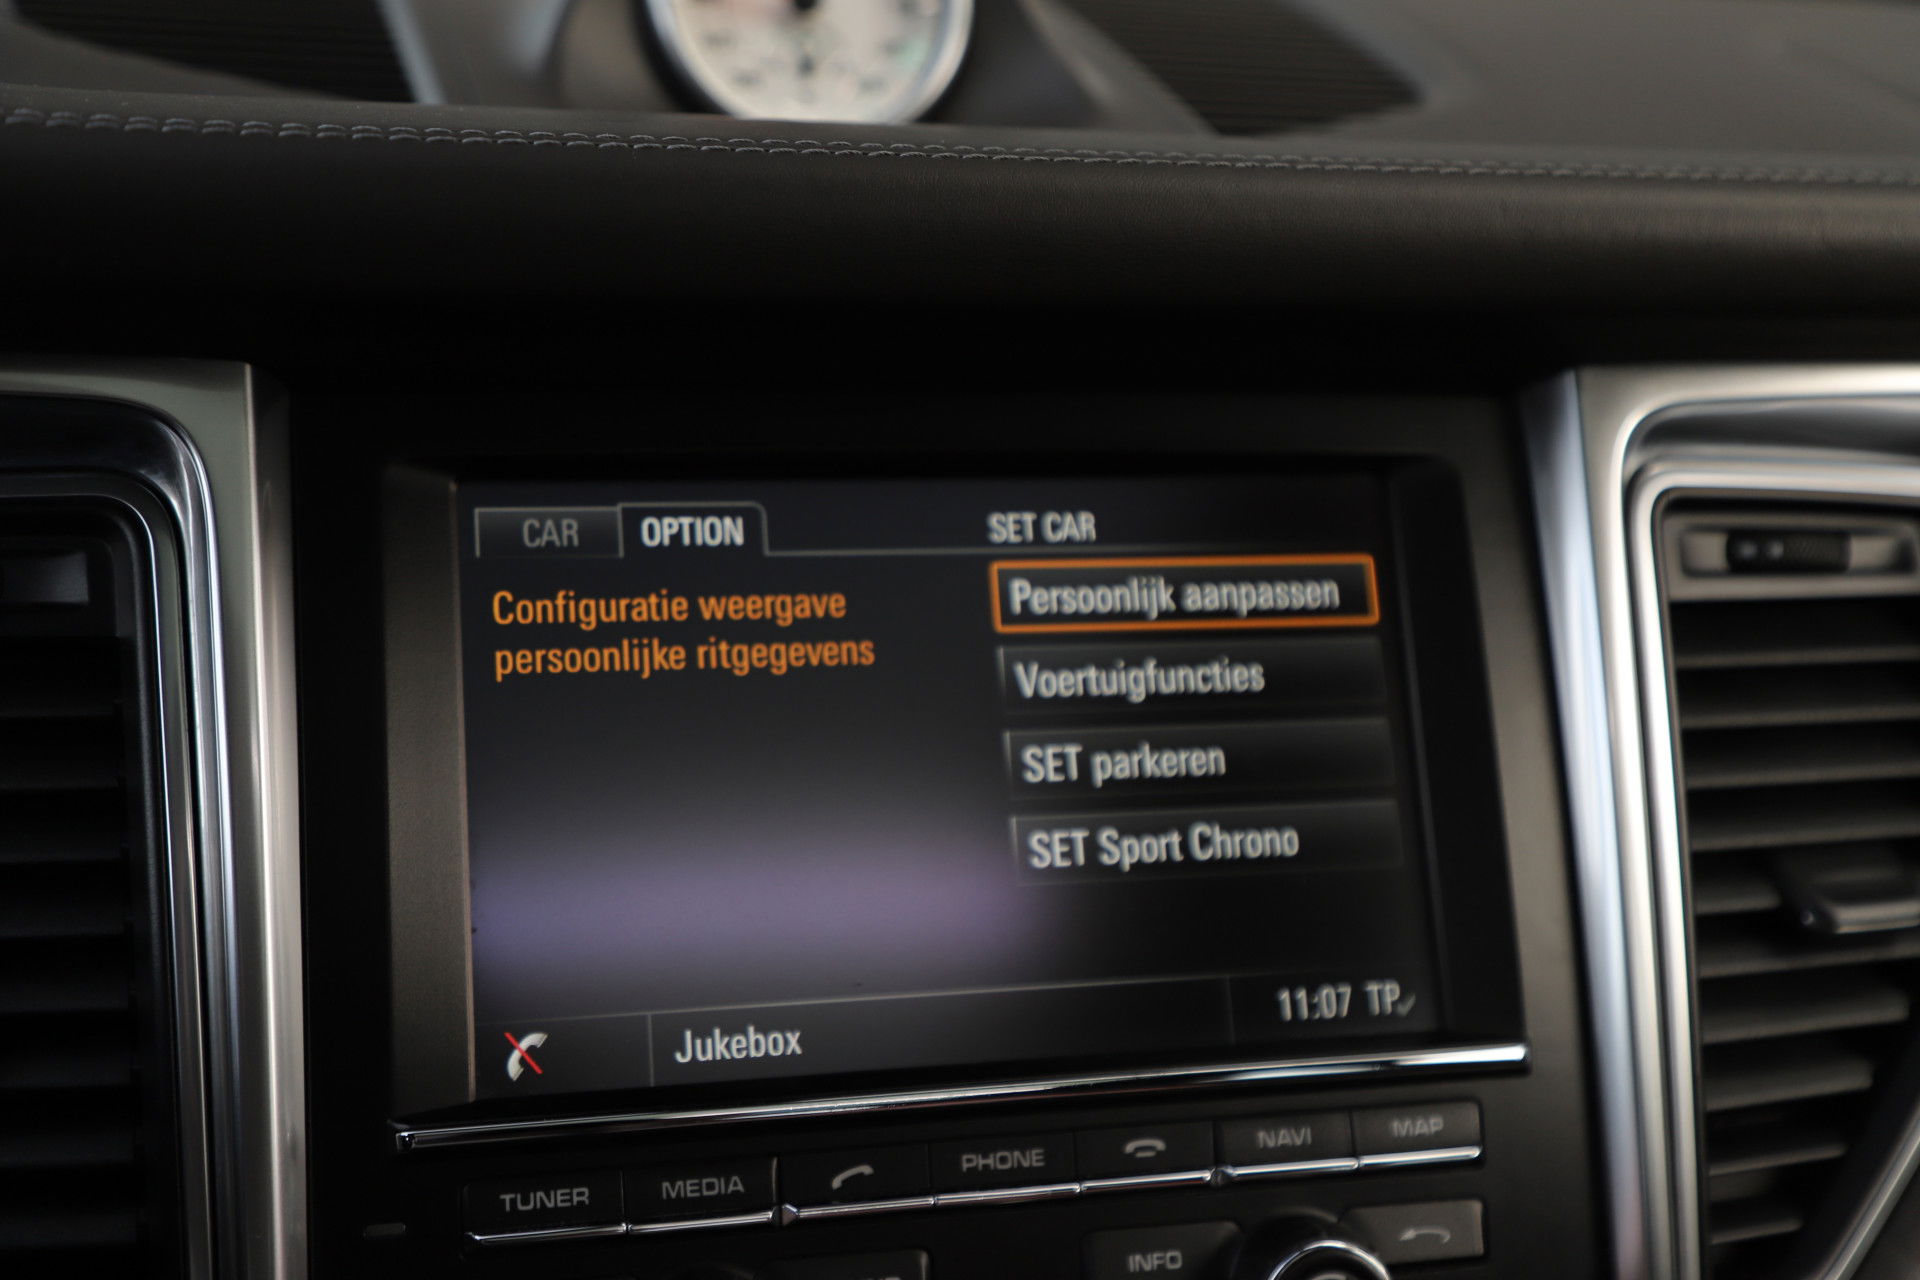 CAR OPTION SET CAR
Configuratie weergave
persoonlijke ritgegevens
Persoonlijk aanpassen
Voertuigfuncties
SET parkeren
SET Sport Chrono
Jukebox 11:07 TP
TUNER MEDIA PHONE NAVI MAP
INFO